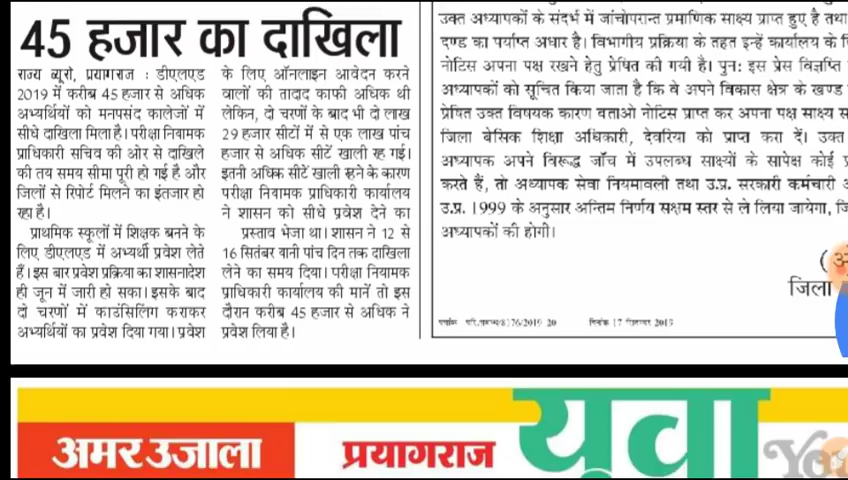 45 हजार का दाखिला
राज्य ब्यूरो, प्रयागराज : डीएलएड
2019 में करीब 45 हजार से अधिक
अभ्यर्थियों को मनपसंद कालेजों में
सीधे दाखिला मिला है। परीक्षा नियामक
प्राधिकारी सचिव की ओर से दाखिले
की तय समय सीमा पूरी हो गई है और
जिलों से रिपोर्ट मिलने का इंतजार हो
रहा है।
प्राथमिक स्कूलों में शिक्षक बनने के
लिए डीएलएड में अभ्यर्थी प्रवेश लेते
हैं। इस बार प्रवेश प्रक्रिया का शासनादेश
ही जून में जारी हो सका। इसके बाद
दो चरणों में काउंसिलिंग कराकर
अभ्यर्थियों का प्रवेश दिया गया। प्रवेश
के लिए ऑनलाइन आवेदन करने
वालों की तादाद काफी अधिक थी
लेकिन, दो चरणों के बाद भी दो लाख
29 हजार सीटों में से एक लाख पांच
हजार से अधिक सीटें खाली रह गई।
इतनी अधिक सीटें खाली रहने के कारण
परीक्षा नियामक प्राधिकारी कार्यालय
ने शासन को सीधे प्रवेश देने का
प्रस्ताव भेजा था। शासन ने 12 से
16 सितंबर यानी पांच दिन तक दाखिला
लेने का समय दिया। परीक्षा नियामक
प्राधिकारी कार्यालय की मानें तो इस
दौरान करीब 45 हजार से अधिक ने
प्रवेश लिया है।
उक्त अध्यापकों के संदर्भ में जांचोपरान्त प्रमाणिक साक्ष्य प्राप्त हुए है तथा
दण्ड का पर्याप्त अधार है। विभागीय प्रक्रिया के तहत इन्हें कार्यालय के
नोटिस अपना पक्ष रखने हेतु प्रेषित की गयी है। पुन: इस प्रेस विज्ञप्ति
अध्यापकों को सूचित किया जाता है कि वे अपने विकास क्षेत्र के खण्ड
प्रेषित उक्त विषयक कारण बताओ नोटिस प्राप्त कर अपना पक्ष साक्ष्य
जिला बेसिक शिक्षा अधिकारी, देवरिया को प्राप्त करा दें। उक्त
अध्यापक अपने विरूद्ध जाँच में उपलब्ध साक्ष्यों के सापेक्ष कोई
करते हैं, तो अध्यापक सेवा नियमावली तथा उ.प्र. सरकारी कर्मचारी
उ.प्र. 1999 के अनुसार अन्तिम निर्णय सक्षम स्तर से ले लिया जायेगा,
अध्यापकों की होगी।
जिला
दिनांक 17 सितम्बर 2019
अमर उजाला
प्रयागराज
युवा